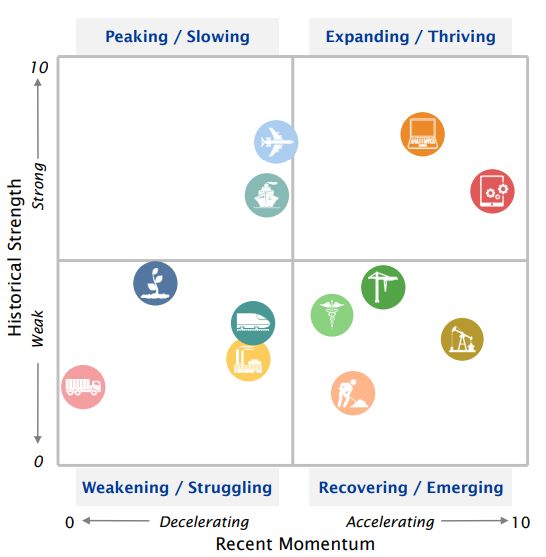 Peaking / Slowing
Expanding / Thriving
10
Strong
Historical Strength
Weak
0
Weakening / Struggling
Recovering / Emerging
0
Decelerating
Accelerating
10
Recent Momentum